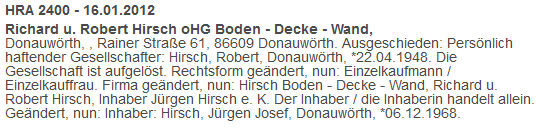 HRA 2400 - 16.01.2012
Richard u. Robert Hirsch oHG Boden - Decke - Wand,
Donauwörth, , Rainer Straße 61, 86609 Donauwörth. Ausgeschieden: Persönlich
haftender Gesellschafter: Hirsch, Robert, Donauwörth, *22.04.1948. Die
Gesellschaft ist aufgelöst. Rechtsform geändert, nun: Einzelkaufmann /
Einzelkauffrau. Firma geändert, nun: Hirsch Boden - Decke - Wand, Richard u.
Robert Hirsch, Inhaber Jürgen Hirsch e. K. Der Inhaber / die Inhaberin handelt allein.
Geändert, nun: Inhaber: Hirsch, Jürgen Josef, Donauwörth, *06.12.1968.